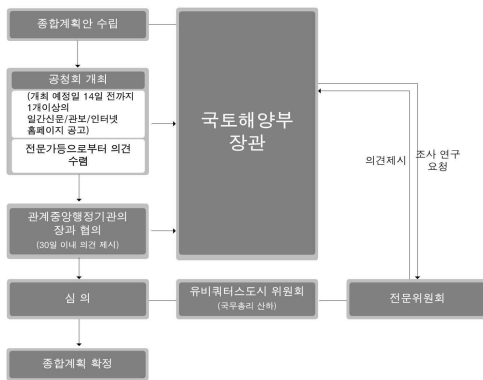 종합계획안 수립
공청회 개최
(개최 예정일 14일 전까지
1개이상의
일간신문/관보/인터넷
홈페이지 공고)
전문가등으로부터 의견
수렴
관계중앙행정기관의
장과 협의
(30일 이내 의견 제시)
심 의
종합계획 확정
국토해양부
장관
유비쿼터스도시 위원회
(국무총리 산하)
의견제시
조사 연구
요청
전문위원회